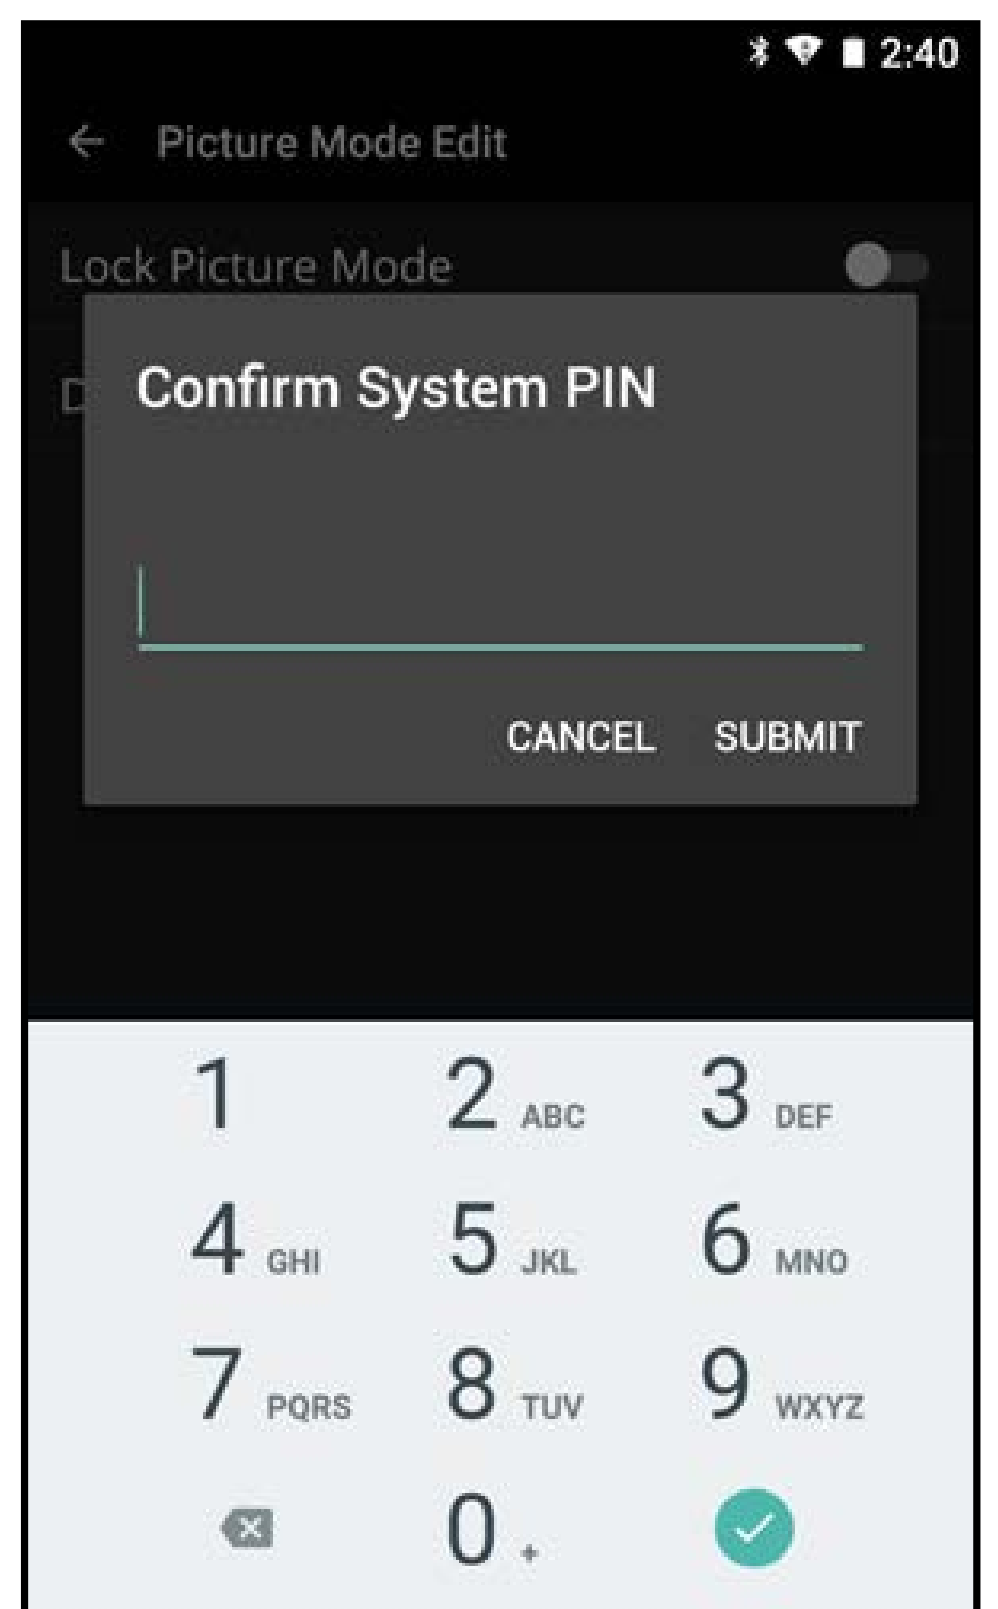 2:40
Picture Mode Edit
Lock Picture Mode
D
Confirm System PIN
CANCEL SUBMIT
1 2 ABC 3 DEF
4 GHI 5 JKL 6 MNO
7 PQRS 8 TUV 9 WXYZ
0 +